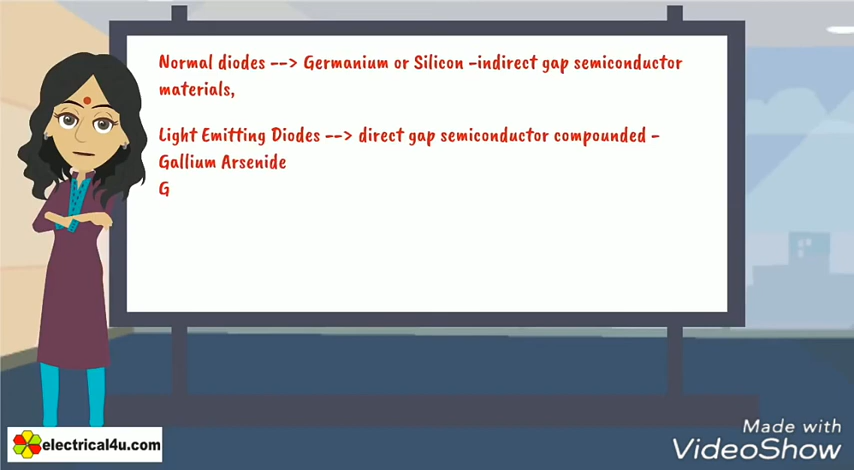 Normal diodes --> Germanium or Silicon -indirect gap semiconductor
materials,
Light Emitting Diodes --> direct gap semiconductor compounded -
Gallium Arsenide
G
electrical4u.com
Made with
VideoShow